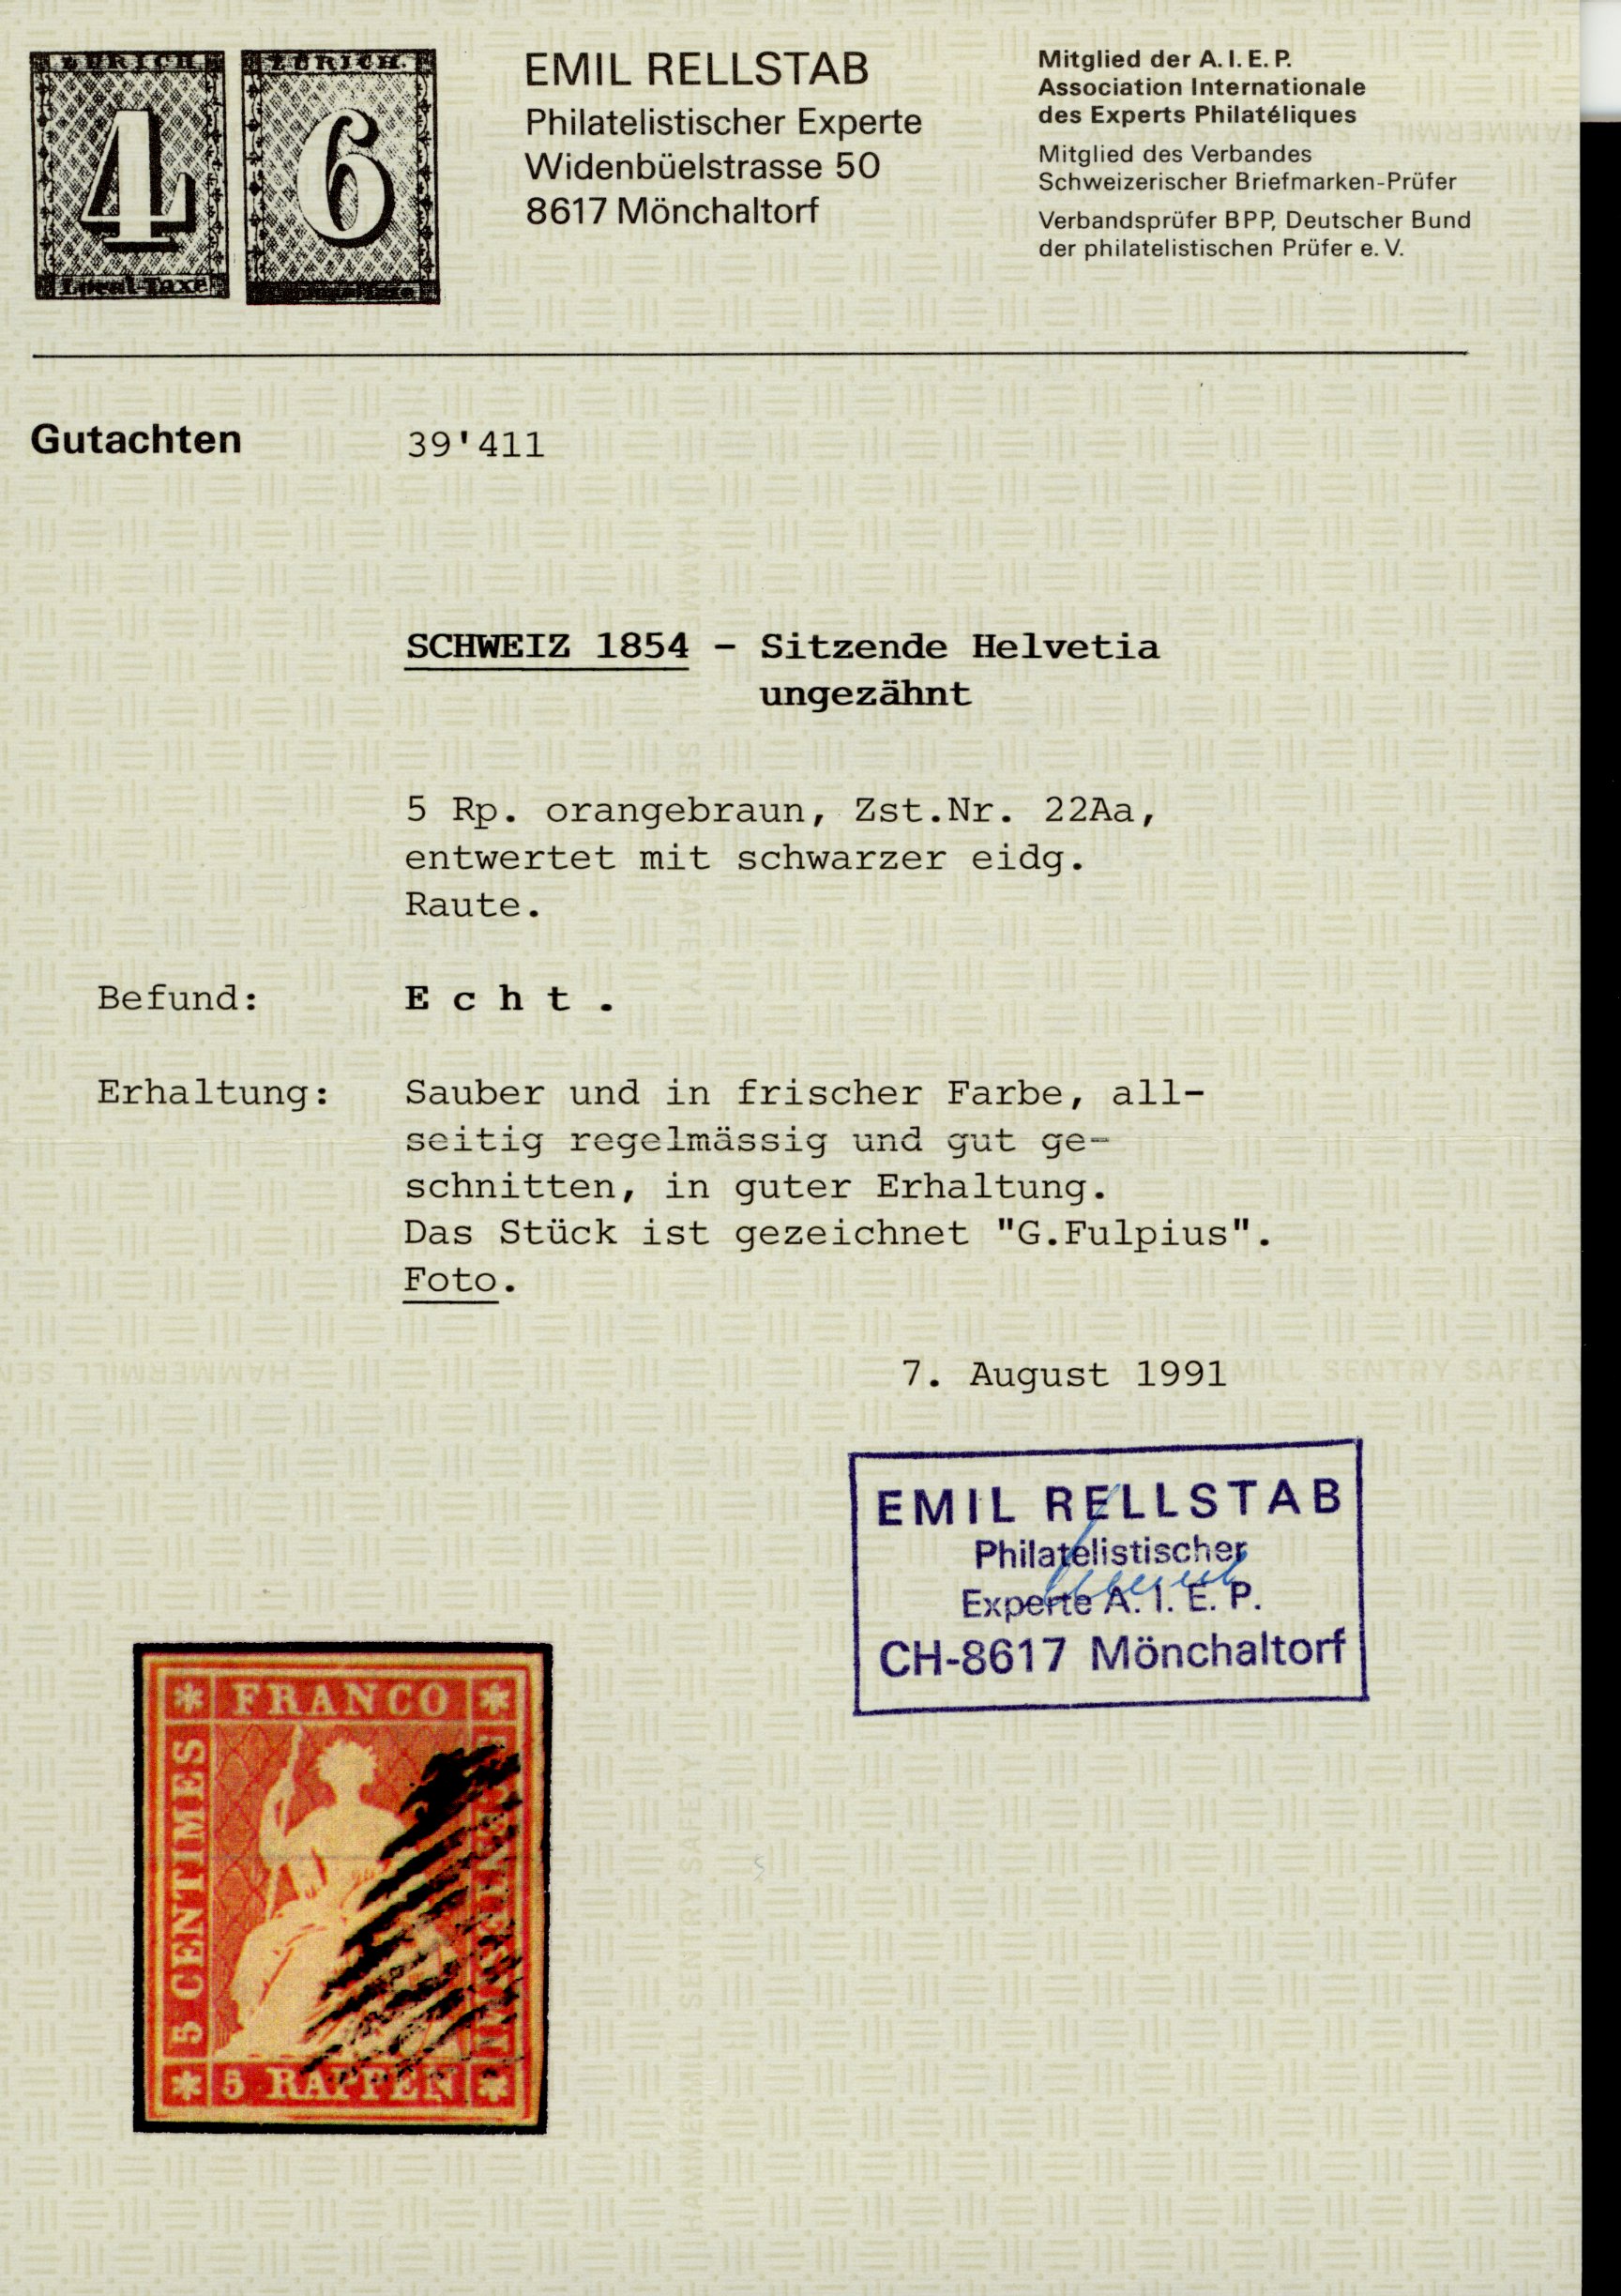 ZÜRICH.
4
Local-Taxe
ZÜRICH.
6
EMIL RELLSTAB
Philatelistischer Experte
Widenbüelstrasse 50
8617 Mönchaltorf
Mitglied der A.I.E.P.
Association Internationale
des Experts Philatéliques
Mitglied des Verbandes
Schweizerischer Briefmarken-Prüfer
Verbandsprüfer BPP, Deutscher Bund
der philatelistischen Prüfer e. V.
Gutachten 39'411
SCHWEIZ 1854 - Sitzende Helvetia
ungezähnt
5 Rp. orangebraun, Zst.Nr. 22Aa,
entwertet mit schwarzer eidg.
Raute.
Befund: Echt.
Erhaltung: Sauber und in frischer Farbe, all-
seitig regelmässig und gut ge-
schnitten, in guter Erhaltung.
Das Stück ist gezeichnet "G.Fulpius".
Foto.
7. August 1991
EMIL RELLSTAB
Philatelistischer
Experte A. I. E. P.
CH-8617 Mönchaltorf
FRANCO
5 CENTIMES
5 RAPPEN
HAMMERMILL SENTRY SAFETY